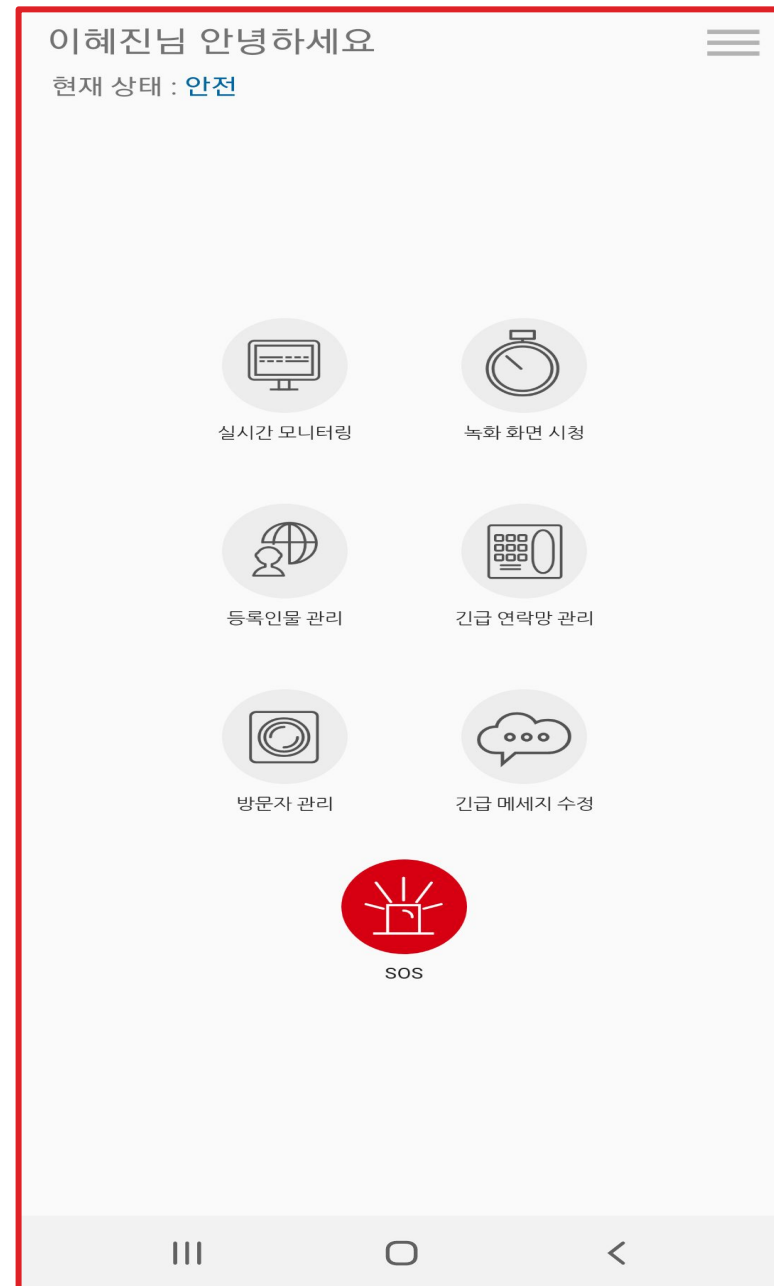 이혜진님 안녕하세요
현재 상태 : 안전
실시간 모니터링
녹화 화면 시청
등록인물 관리
긴급 연락망 관리
방문자 관리
긴급 메세지 수정
SOS